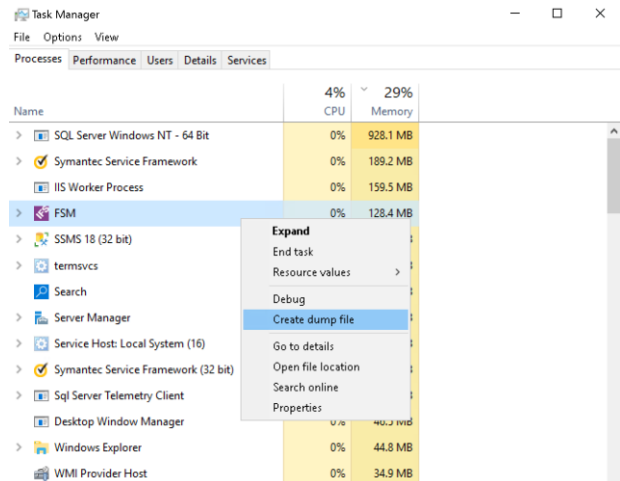 Task Manager
File Options View
Processes Performance Users Details Services
4% 29%
Name CPU Memory
SQL Server Windows NT - 64 Bit 0% 928.1 MB
Symantec Service Framework 0% 189.2 MB
IIS Worker Process 0% 159.5 MB
FSM 0% 128.4 MB
SSMS 18 (32 bit)
termsvcs
Search
Server Manager
Service Host: Local System (16)
Symantec Service Framework (32 bit)
Sql Server Telemetry Client
Desktop Window Manager 0% 46.5 MB
Windows Explorer 0% 44.8 MB
WMI Provider Host 0% 34.9 MB
Expand
End task
Resource values
Debug
Create dump file
Go to details
Open file location
Search online
Properties